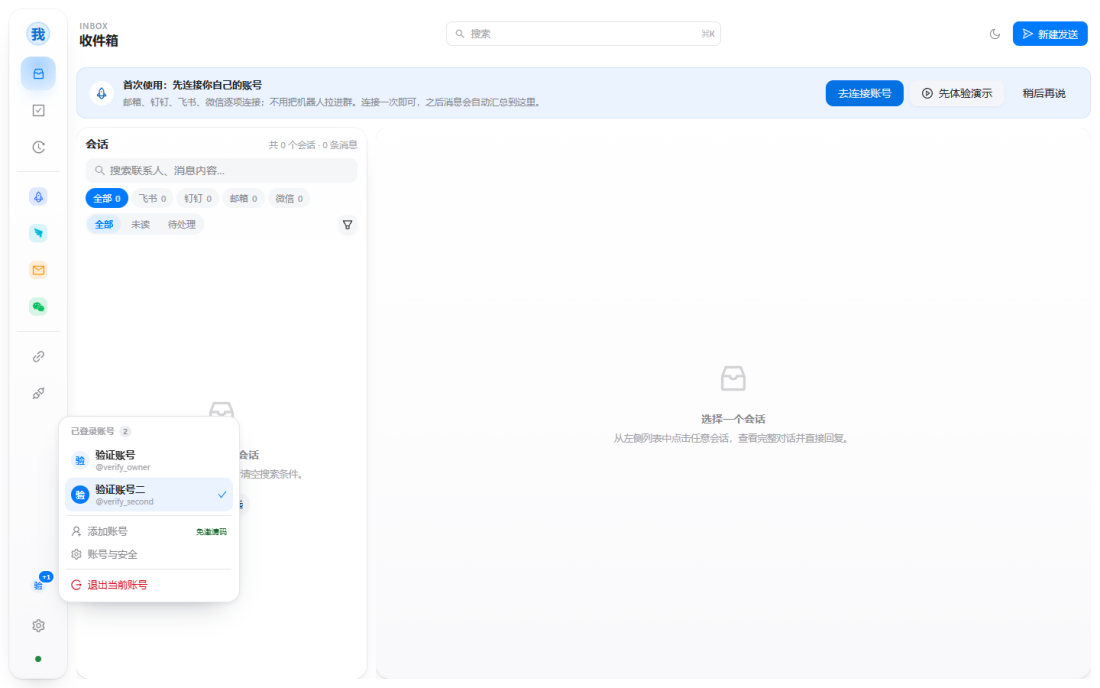 我
INBOX
收件箱
搜索
⌘K
新建发送
首次使用：先连接你自己的账号
邮箱、钉钉、飞书、微信逐项连接；不用把机器人拉进群。连接一次即可，之后消息会自动汇总到这里。
去连接账号
先体验演示
稍后再说
会话
共 0 个会话 · 0 条消息
搜索联系人、消息内容...
全部 0
飞书 0
钉钉 0
邮箱 0
微信 0
全部
未读
待处理
会话
清空搜索条件。
选择一个会话
从左侧列表中点击任意会话，查看完整对话并直接回复。
已登录账号 2
验
验证账号
@verify_owner
验
验证账号二
@verify_second
添加账号
免邀请码
账号与安全
退出当前账号
验
+1